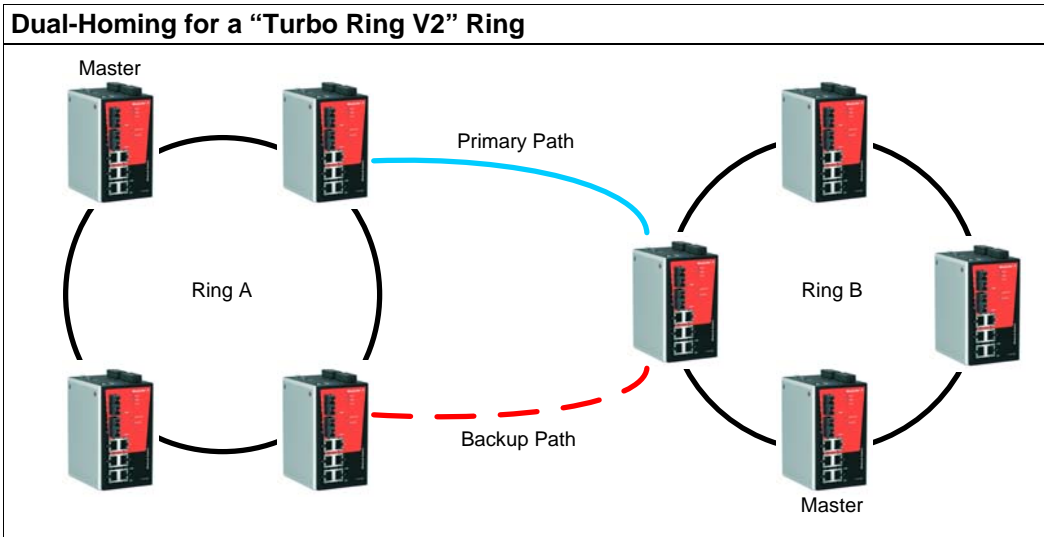 Dual-Homing for a “Turbo Ring V2” Ring
Master
Primary Path
Ring A
Ring B
Backup Path
Master